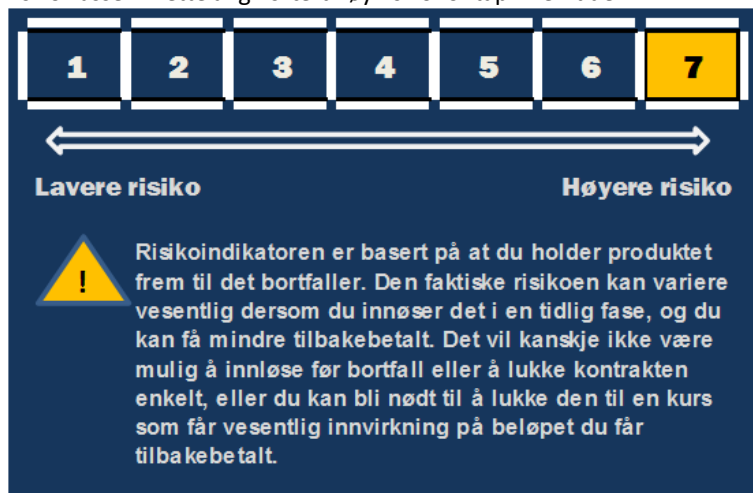 1 2 3 4 5 6 7
Lavere risiko Høyere risiko
!
Risikoindikatoren er basert på at du holder produktet
frem til det bortfaller. Den faktiske risikoen kan variere
vesentlig dersom du innøser det i en tidlig fase, og du
kan få mindre tilbakebetalt. Det vil kanskje ikke være
mulig å innløse før bortfall eller å lukke kontrakten
enkelt, eller du kan bli nødt til å lukke den til en kurs
som får vesentlig innvirkning på beløpet du får
tilbakebetalt.